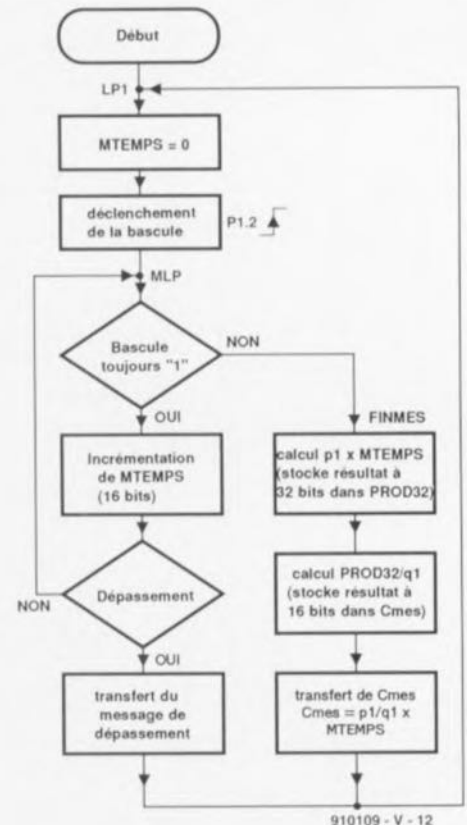 Début
LP1
MTEMPS = 0
déclenchement
de la bascule
P1.2
MLP
Bascule
toujours "1"
NON
OUI
FINMES
Incrémentation
de MTEMPS
(16 bits)
calcul p1 x MTEMPS
(stocke résultat à
32 bits dans PROD32)
Dépassement
NON
OUI
calcul PROD32/q1
(stocke résultat à
16 bits dans Cmes)
transfert du
message de
dépassement
transfert de Cmes
Cmes = p1/q1 x
MTEMPS
910109 - V - 12